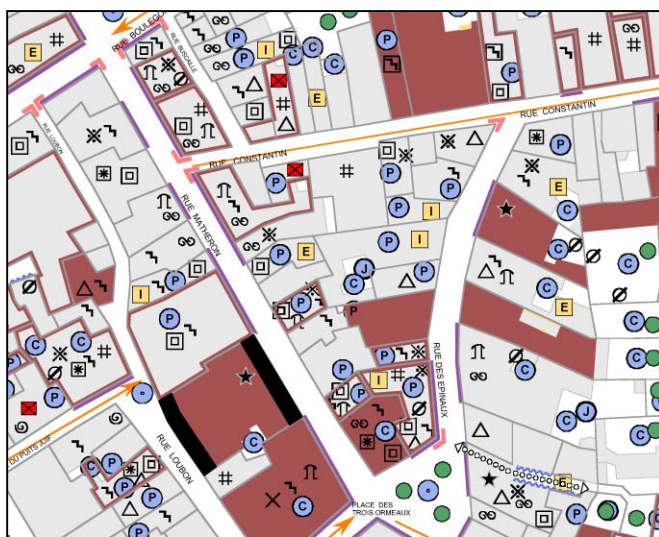 RUE BOULEGON
RUE BUSCAILLE
E
P
I
C
C
P
C
E
P
RUE CONSTANTIN
RUE LOUBON
RUE CONSTANTIN
P
P
P
E
C
RUE MATHERON
P
I
P
I
C
C
P
E
J
C
P
P
I
P
P
E
C
P
P
C
C
P
I
RUE DES EPINAUX
C
C
J
DU PUITS JUIF
C
C
C
P
P
P
RUE LOUBON
C
E
PLACE DES
TROIS ORMEAUX